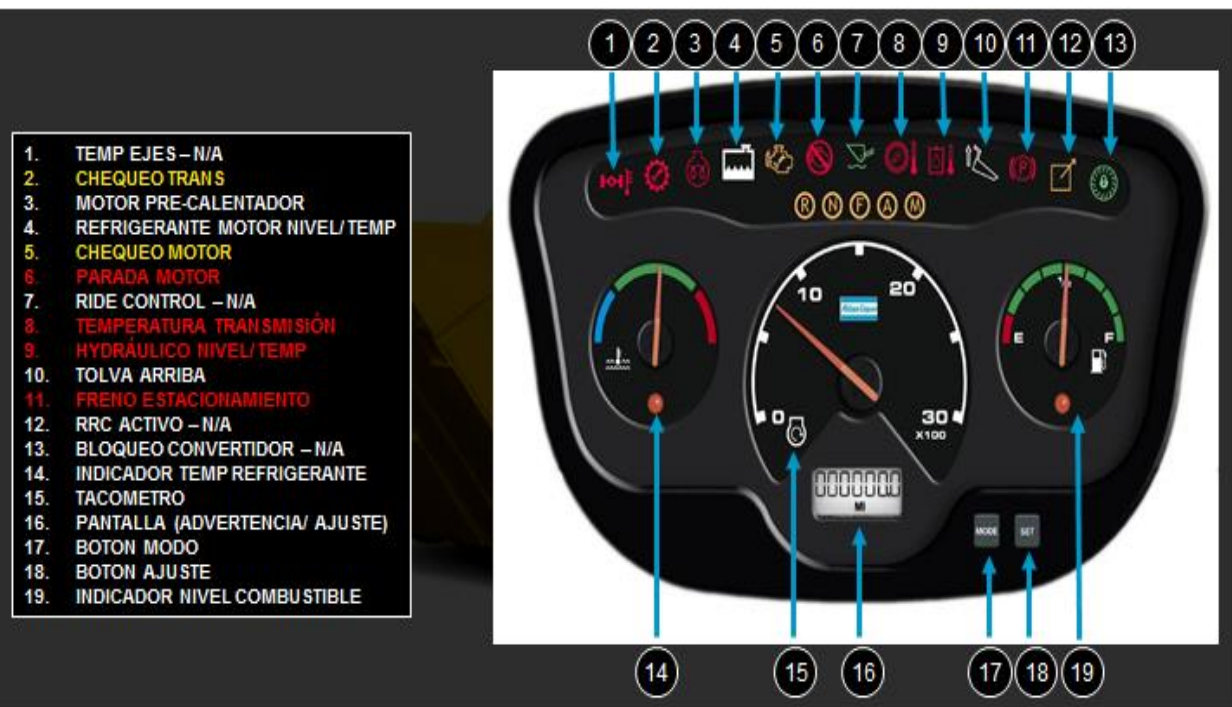 1 2 3 4 5 6 7 8 9 10 11 12 13
1. TEMP EJES – N/A
2. CHEQUEO TRANS
3. MOTOR PRE-CALENTADOR
4. REFRIGERANTE MOTOR NIVEL/ TEMP
5. CHEQUEO MOTOR
6. PARADA MOTOR
7. RIDE CONTROL – N/A
8. TEMPERATURA TRANSMISIÓN
9. HYDRÁULICO NIVEL/ TEMP
10. TOLVA ARRIBA
11. FRENO ESTACIONAMIENTO
12. RRC ACTIVO – N/A
13. BLOQUEO CONVERTIDOR – N/A
14. INDICADOR TEMP REFRIGERANTE
15. TACOMETRO
16. PANTALLA (ADVERTENCIA/ AJUSTE)
17. BOTON MODO
18. BOTON AJUSTE
19. INDICADOR NIVEL COMBUSTIBLE
P
R N F A M
10 20
0 30
X100
E F
MI
MODE SET
14 15 16 17 18 19